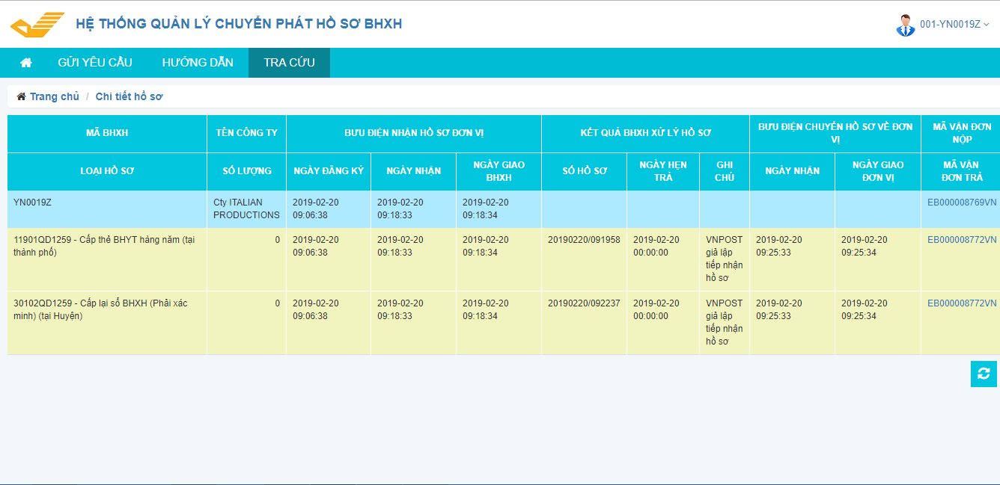 HỆ THỐNG QUẢN LÝ CHUYỂN PHÁT HỒ SƠ BHXH
001-YN0019Z
GỬI YÊU CẦU HƯỚNG DẪN TRA CỨU
Trang chủ / Chi tiết hồ sơ
MÃ BHXH TÊN CÔNG TY BƯU ĐIỆN NHẬN HỒ SƠ ĐƠN VỊ KẾT QUẢ BHXH XỬ LÝ HỒ SƠ BƯU ĐIỆN CHUYỂN HỒ SƠ VỀ ĐƠN MÃ VẬN ĐƠN
VỊ NỘP
LOẠI HỒ SƠ SỐ LƯỢNG NGÀY ĐĂNG KÝ NGÀY NHẬN NGÀY GIAO SỐ HỒ SƠ NGÀY HẸN GHI NGÀY NHẬN NGÀY GIAO MÃ VẬN
BHXH TRẢ CHÚ ĐƠN VỊ ĐƠN TRẢ
YN0019Z Cty ITALIAN 2019-02-20 2019-02-20 2019-02-20 EB000008769VN
PRODUCTIONS 09:06:38 09:18:33 09:18:34
11901QD1259 - Cấp thẻ BHYT hàng năm (tại 0 2019-02-20 2019-02-20 2019-02-20 20190220/091958 2019-02-20 VNPOST 2019-02-20 2019-02-20 EB000008772VN
thành phố) 09:06:38 09:18:33 09:18:34 00:00:00 giả lập 09:25:33 09:25:34
tiếp nhận
hồ sơ
30102QD1259 - Cấp lại sổ BHXH (Phải xác 0 2019-02-20 2019-02-20 2019-02-20 20190220/092237 2019-02-20 VNPOST 2019-02-20 2019-02-20 EB000008772VN
minh) (tại Huyện) 09:06:38 09:18:33 09:18:34 00:00:00 giả lập 09:25:33 09:25:34
tiếp nhận
hồ sơ